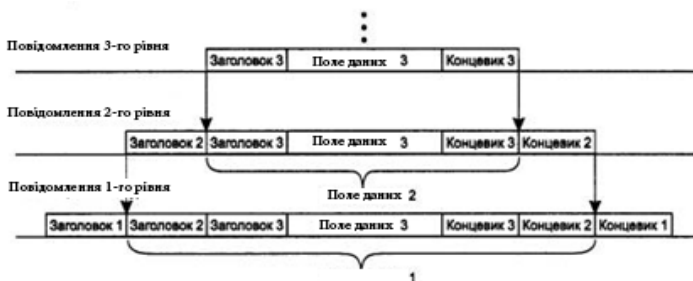 Повідомлення 3-го рівня
Заголовок 3 Поле даних 3 Концевик 3
Повідомлення 2-го рівня
Заголовок 2 Заголовок 3 Поле даних 3 Концевик 3 Концевик 2
Поле даних 2
Повідомлення 1-го рівня
Заголовок 1 Заголовок 2 Заголовок 3 Поле даних 3 Концевик 3 Концевик 2 Концевик 1
1